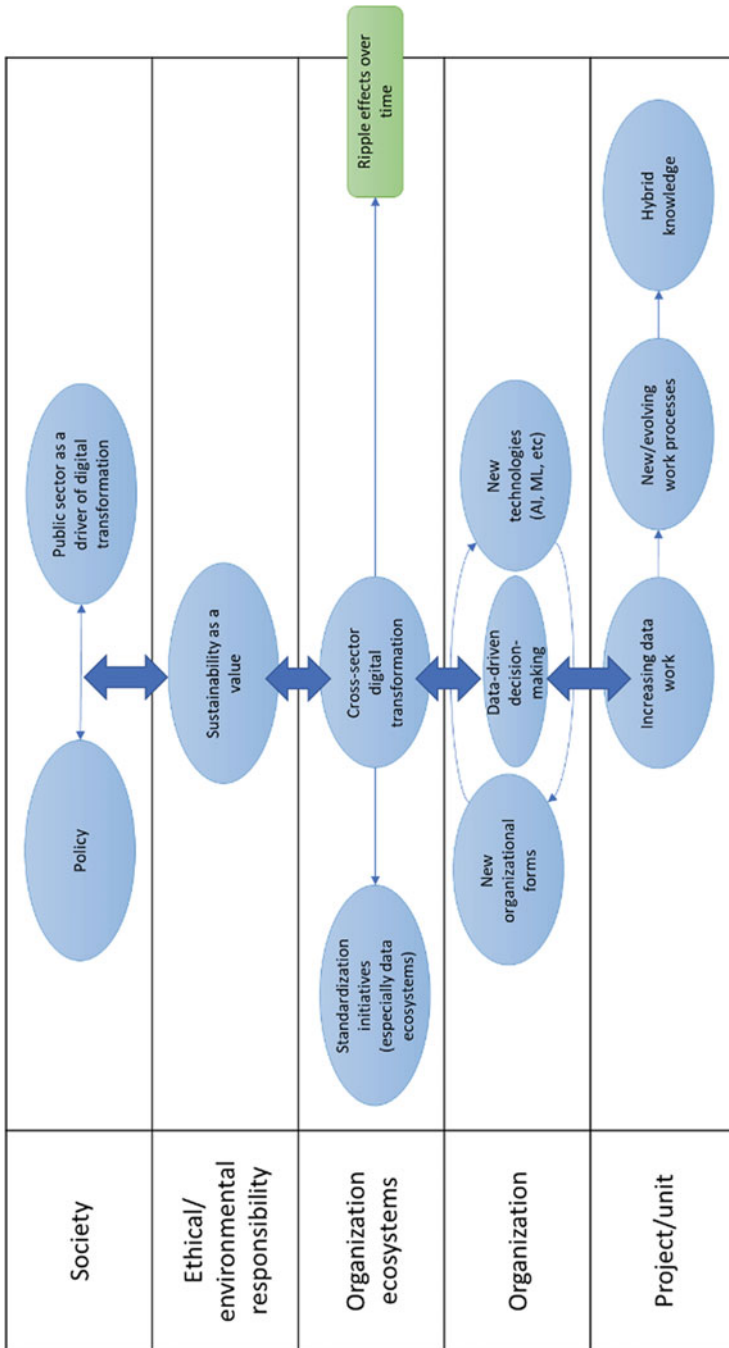 Society
Policy
Public sector as a
driver of digital
transformation
Ethical/
environmental
responsibility
Sustainability as a
value
Organization
ecosystems
Standardization
initiatives
(especially data
ecosystems)
Cross-sector
digital
transformation
Ripple effects over
time
Organization
New
organizational
forms
Data-driven
decision-
making
New
technologies
(AI, ML, etc)
Project/unit
Increasing data
work
New/evolving
work processes
Hybrid
knowledge